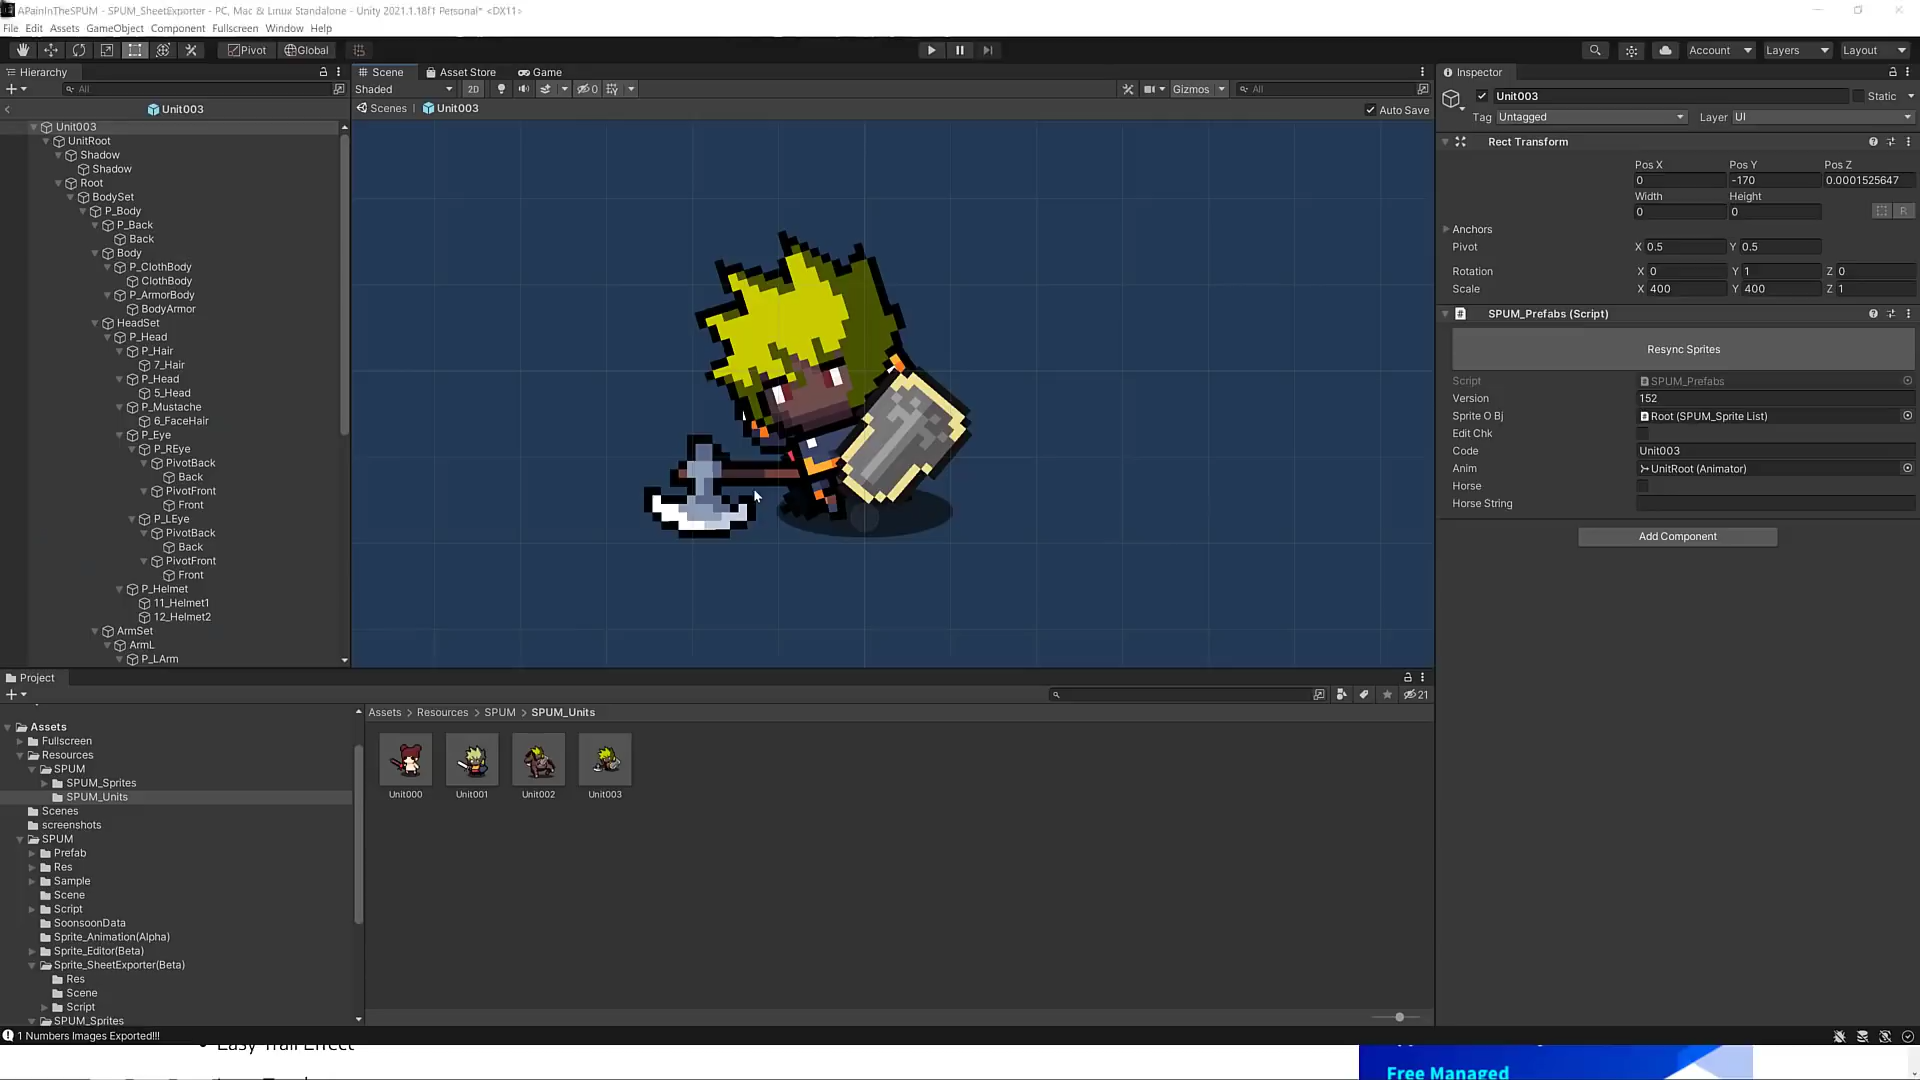 APainInTheSPUM - SPUM_SheetExporter - PC, Mac & Linux Standalone - Unity 2021.1.18f1 Personal* <DX11>
File Edit Assets GameObject Component Fullscreen Window Help
Pivot Global
Account Layers Layout
Hierarchy
All
Unit003
Unit003
UnitRoot
Shadow
Shadow
Root
BodySet
P_Body
P_Back
Back
Body
P_ClothBody
ClothBody
P_ArmorBody
BodyArmor
HeadSet
P_Head
P_Hair
7_Hair
P_Head
5_Head
P_Mustache
6_FaceHair
P_Eye
P_REye
PivotBack
Back
PivotFront
Front
P_LEye
PivotBack
Back
PivotFront
Front
P_Helmet
11_Helmet1
12_Helmet2
ArmSet
ArmL
P_LArm
Scene Asset Store Game
Shaded 2D 0 Gizmos All
Scenes Unit003 Auto Save
Inspector
Unit003 Static
Tag Untagged Layer UI
Rect Transform
Pos X Pos Y Pos Z
0 -170 0.0001525647
Width Height
0 0 R
Anchors
Pivot X 0.5 Y 0.5
Rotation X 0 Y 1 Z 0
Scale X 400 Y 400 Z 1
SPUM_Prefabs (Script)
Resync Sprites
Script SPUM_Prefabs
Version 152
Sprite O Bj Root (SPUM_Sprite List)
Edit Chk
Code Unit003
Anim UnitRoot (Animator)
Horse
Horse String
Add Component
Project
21
Assets
Fullscreen
Resources
SPUM
SPUM_Sprites
SPUM_Units
Scenes
screenshots
SPUM
Prefab
Res
Sample
Scene
Script
SoonsoonData
Sprite_Animation(Alpha)
Sprite_Editor(Beta)
Sprite_SheetExporter(Beta)
Res
Scene
Script
SPUM_Sprites
Assets > Resources > SPUM > SPUM_Units
Unit000 Unit001 Unit002 Unit003
1 Numbers Images Exported!!!
Easy Trail Effect
Free Managed